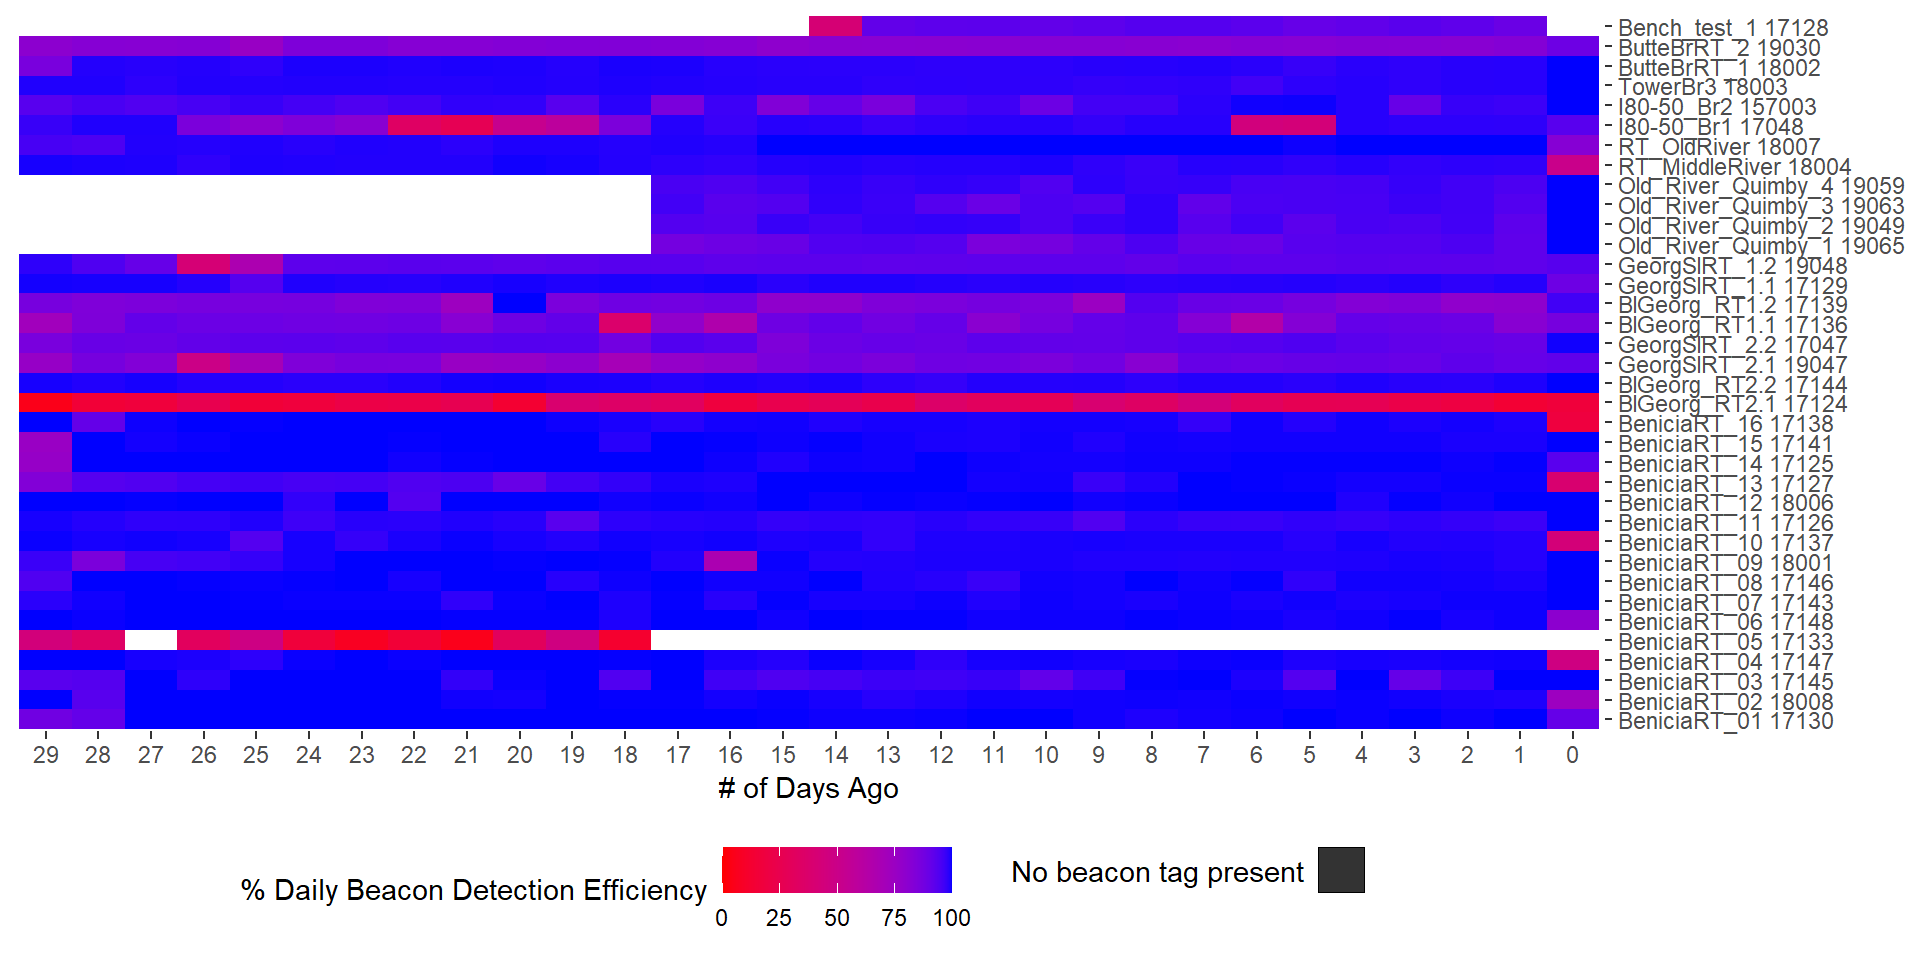 Bench_test_1 17128
ButteBrRT_2 19030
ButteBrRT_1 18002
TowerBr3 18003
I80-50_Br2 157003
I80-50_Br1 17048
RT_OldRiver 18007
RT_MiddleRiver 18004
Old_River_Quimby_4 19059
Old_River_Quimby_3 19063
Old_River_Quimby_2 19049
Old_River_Quimby_1 19065
GeorgSlRT_1.2 19048
GeorgSlRT_1.1 17129
BlGeorg_RT1.2 17139
BlGeorg_RT1.1 17136
GeorgSlRT_2.2 17047
GeorgSlRT_2.1 19047
BlGeorg_RT2.2 17144
BlGeorg_RT2.1 17124
BeniciaRT_16 17138
BeniciaRT_15 17141
BeniciaRT_14 17125
BeniciaRT_13 17127
BeniciaRT_12 18006
BeniciaRT_11 17126
BeniciaRT_10 17137
BeniciaRT_09 18001
BeniciaRT_08 17146
BeniciaRT_07 17143
BeniciaRT_06 17148
BeniciaRT_05 17133
BeniciaRT_04 17147
BeniciaRT_03 17145
BeniciaRT_02 18008
BeniciaRT_01 17130
29 28 27 26 25 24 23 22 21 20 19 18 17 16 15 14 13 12 11 10 9 8 7 6 5 4 3 2 1 0
# of Days Ago
% Daily Beacon Detection Efficiency
0 25 50 75 100
No beacon tag present